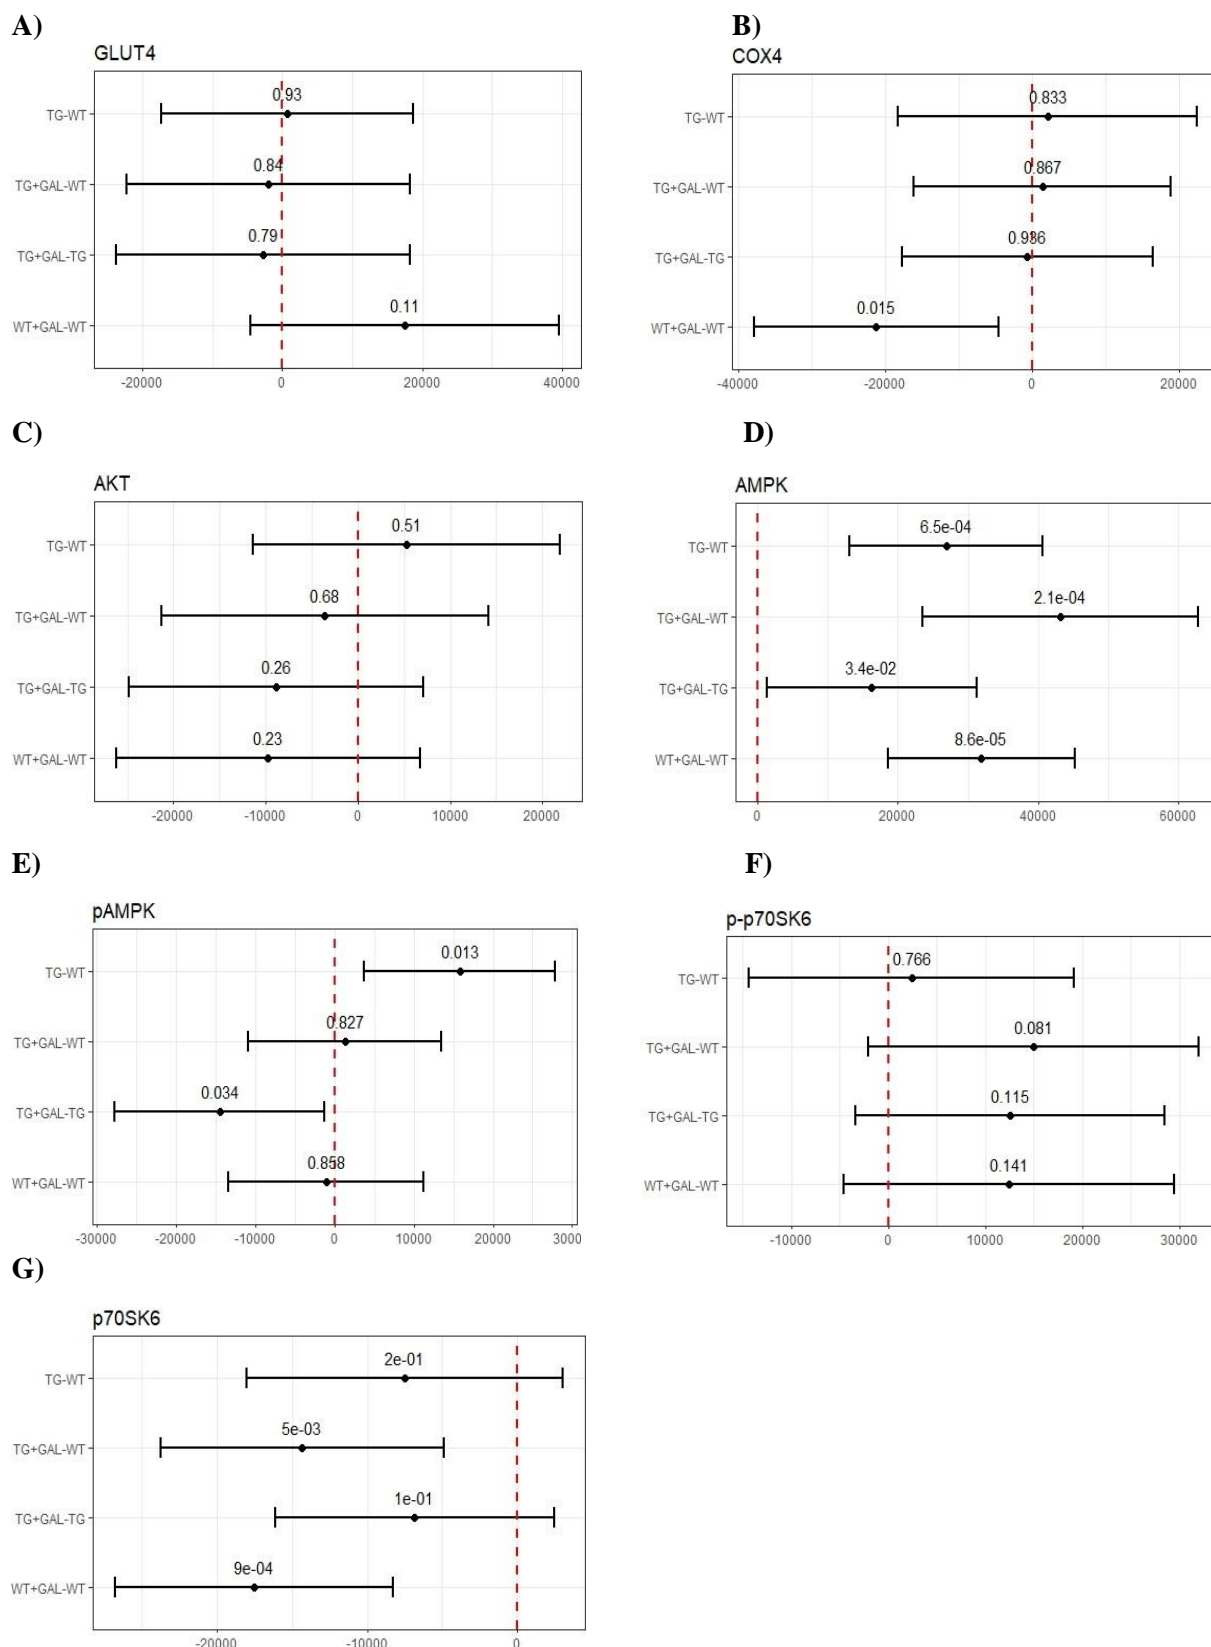 A)
GLUT4
TG-WT
0.93
TG+GAL-WT
0.84
TG+GAL-TG
0.79
WT+GAL-WT
0.11
-20000 0 20000 40000
B)
COX4
TG-WT
0.833
TG+GAL-WT
0.867
TG+GAL-TG
0.936
WT+GAL-WT
0.015
-40000 -20000 0 20000
C)
AKT
TG-WT
0.51
TG+GAL-WT
0.68
TG+GAL-TG
0.26
WT+GAL-WT
0.23
-20000 -10000 0 10000 20000
D)
AMPK
TG-WT
6.5e-04
TG+GAL-WT
2.1e-04
TG+GAL-TG
3.4e-02
WT+GAL-WT
8.6e-05
0 20000 40000 60000
E)
pAMPK
TG-WT
0.013
TG+GAL-WT
0.827
TG+GAL-TG
0.034
WT+GAL-WT
0.858
-30000 -20000 -10000 0 10000 20000 3000
F)
p-p70SK6
TG-WT
0.766
TG+GAL-WT
0.081
TG+GAL-TG
0.115
WT+GAL-WT
0.141
-10000 0 10000 20000 30000
G)
p70SK6
TG-WT
2e-01
TG+GAL-WT
5e-03
TG+GAL-TG
1e-01
WT+GAL-WT
9e-04
-20000 -10000 0